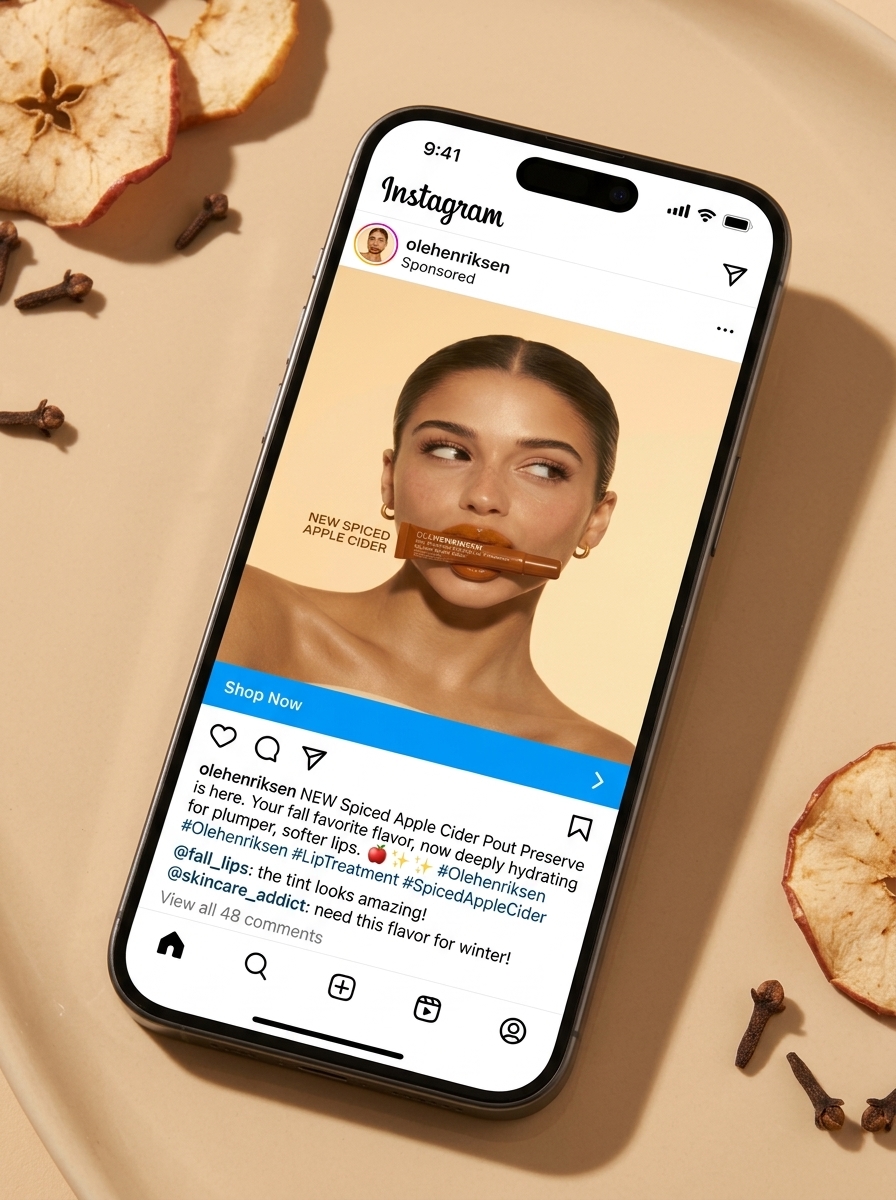 9:41
Instagram
olehenriksen
Sponsored
NEW SPICED
APPLE CIDER
Shop Now
olehenriksen NEW Spiced Apple Cider Pout Preserve
is here. Your fall favorite flavor, now deeply hydrating
for plumper, softer lips. 🍎✨✨ #Olehenriksen
#Olehenriksen #LipTreatment #SpicedAppleCider
@fall_lips: the tint looks amazing!
@skincare_addict: need this flavor for winter!
View all 48 comments